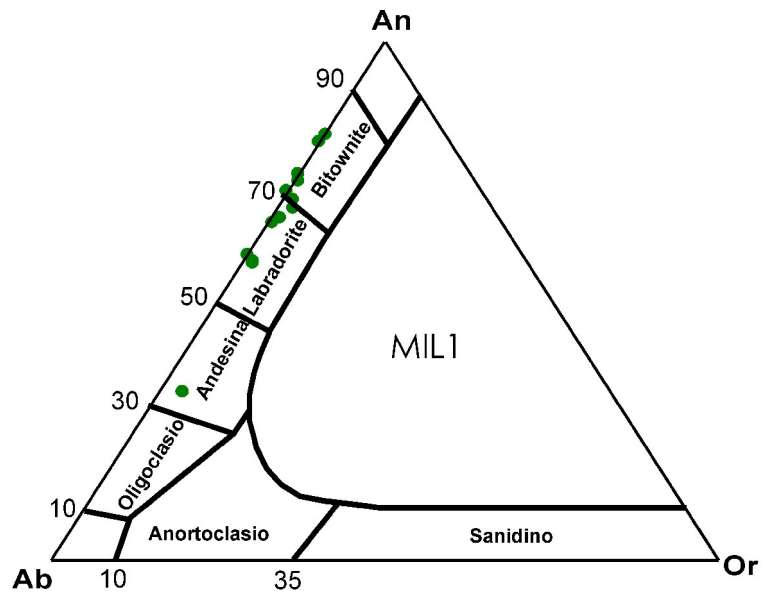 An
90
Bitownite
70
Labradorite
50
Andesina
MIL1
30
Oligoclasio
10
Anortoclasio
Sanidino
Ab
10
35
Or